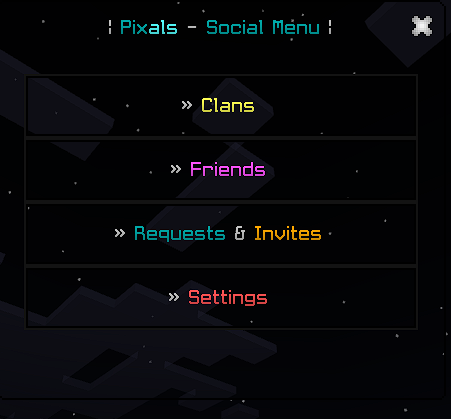 ¦ Pixals - Social Menu ¦
» Clans
» Friends
» Requests & Invites
» Settings